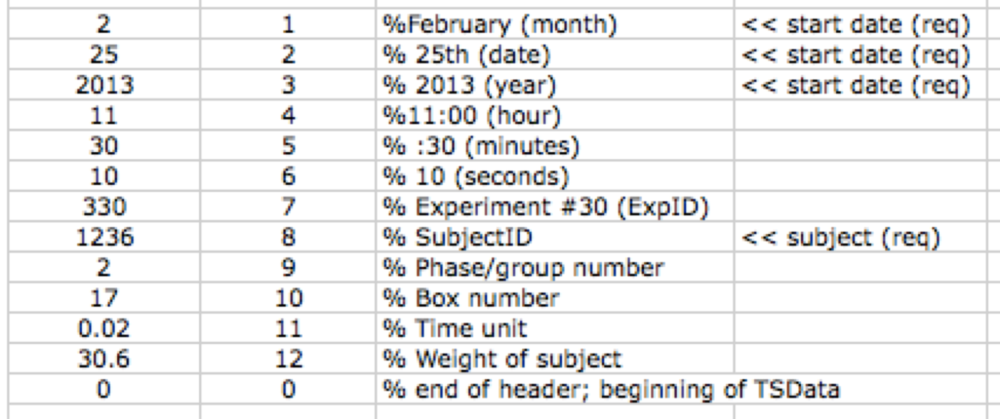 2 1 %February (month) << start date (req)
25 2 % 25th (date) << start date (req)
2013 3 % 2013 (year) << start date (req)
11 4 %11:00 (hour)
30 5 % :30 (minutes)
10 6 % 10 (seconds)
330 7 % Experiment #30 (ExpID)
1236 8 % SubjectID << subject (req)
2 9 % Phase/group number
17 10 % Box number
0.02 11 % Time unit
30.6 12 % Weight of subject
0 0 % end of header; beginning of TSData